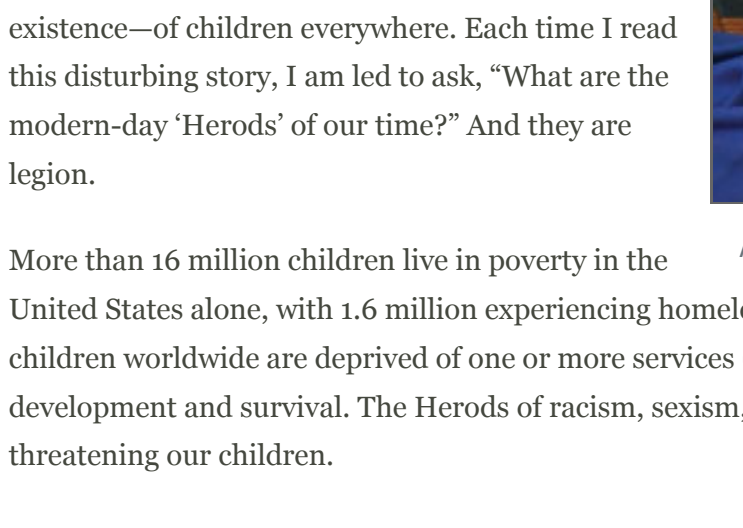 existence—of children everywhere. Each time I read
this disturbing story, I am led to ask, “What are the
modern-day ‘Herods’ of our time?” And they are
legion.
More than 16 million children live in poverty in the
United States alone, with 1.6 million experiencing
children worldwide are deprived of one or more services
development and survival. The Herods of racism, sexism,
threatening our children.